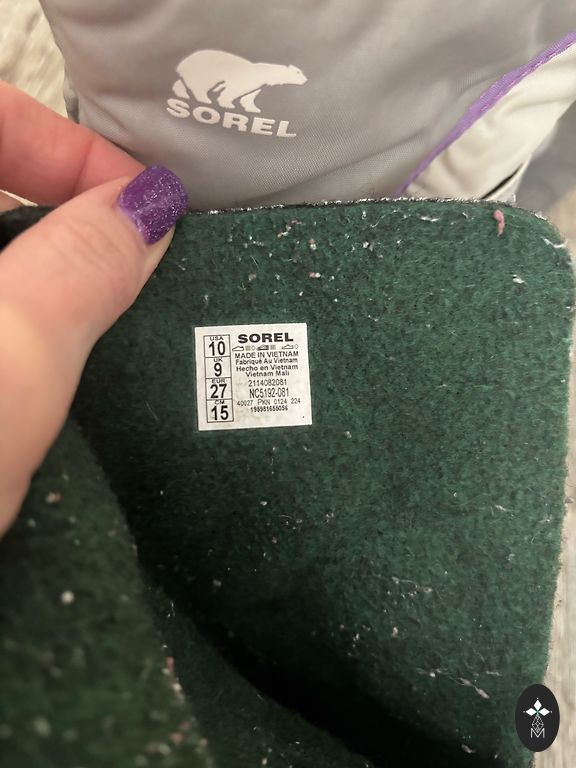 SOREL
USA
10
UK
9
EUR
27
CM
15
SOREL
MADE IN VIETNAM
Fabriqué Au Vietnam
Hecho en Vietnam
Vietnam Mali
2114082081
NC5192-081
40027 PKN 0124 224
198981650056
M